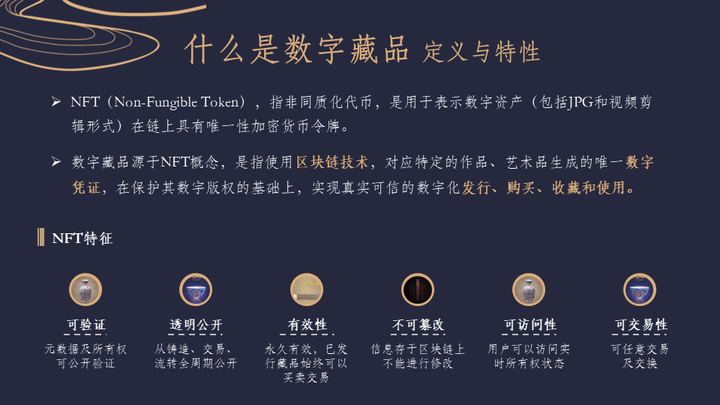 什么是数字藏品 定义与特性
NFT（Non-Fungible Token），指非同质化代币，是用于表示数字资产（包括JPG和视频剪
辑形式）在链上具有唯一性加密货币令牌。
数字藏品源于NFT概念，是指使用区块链技术，对应特定的作品、艺术品生成的唯一数字
凭证，在保护其数字版权的基础上，实现真实可信的数字化发行、购买、收藏和使用。
NFT特征
可验证
元数据及所有权
可公开验证
透明公开
从铸造、交易、
流转全周期公开
有效性
永久有效，已发
行藏品始终可以
买卖交易
不可篡改
信息存于区块链上
不能进行修改
可访问性
用户可以访问实
时所有权状态
可交易性
可任意交易
及交换